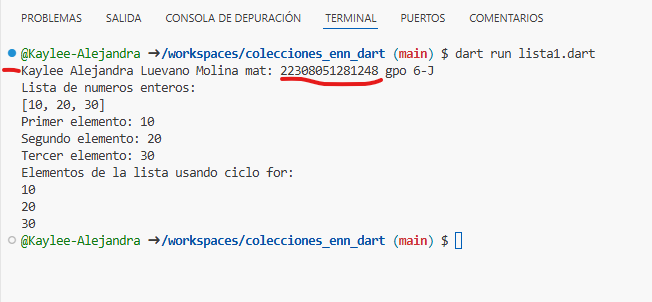 PROBLEMAS SALIDA CONSOLA DE DEPURACIÓN TERMINAL PUERTOS COMENTARIOS
@Kaylee-Alejandra ➜/workspaces/colecciones_enn_dart (main) $ dart run lista1.dart
Kaylee Alejandra Luevano Molina mat: 22308051281248 gpo 6-J
Lista de numeros enteros:
[10, 20, 30]
Primer elemento: 10
Segundo elemento: 20
Tercer elemento: 30
Elementos de la lista usando ciclo for:
10
20
30
@Kaylee-Alejandra ➜/workspaces/colecciones_enn_dart (main) $